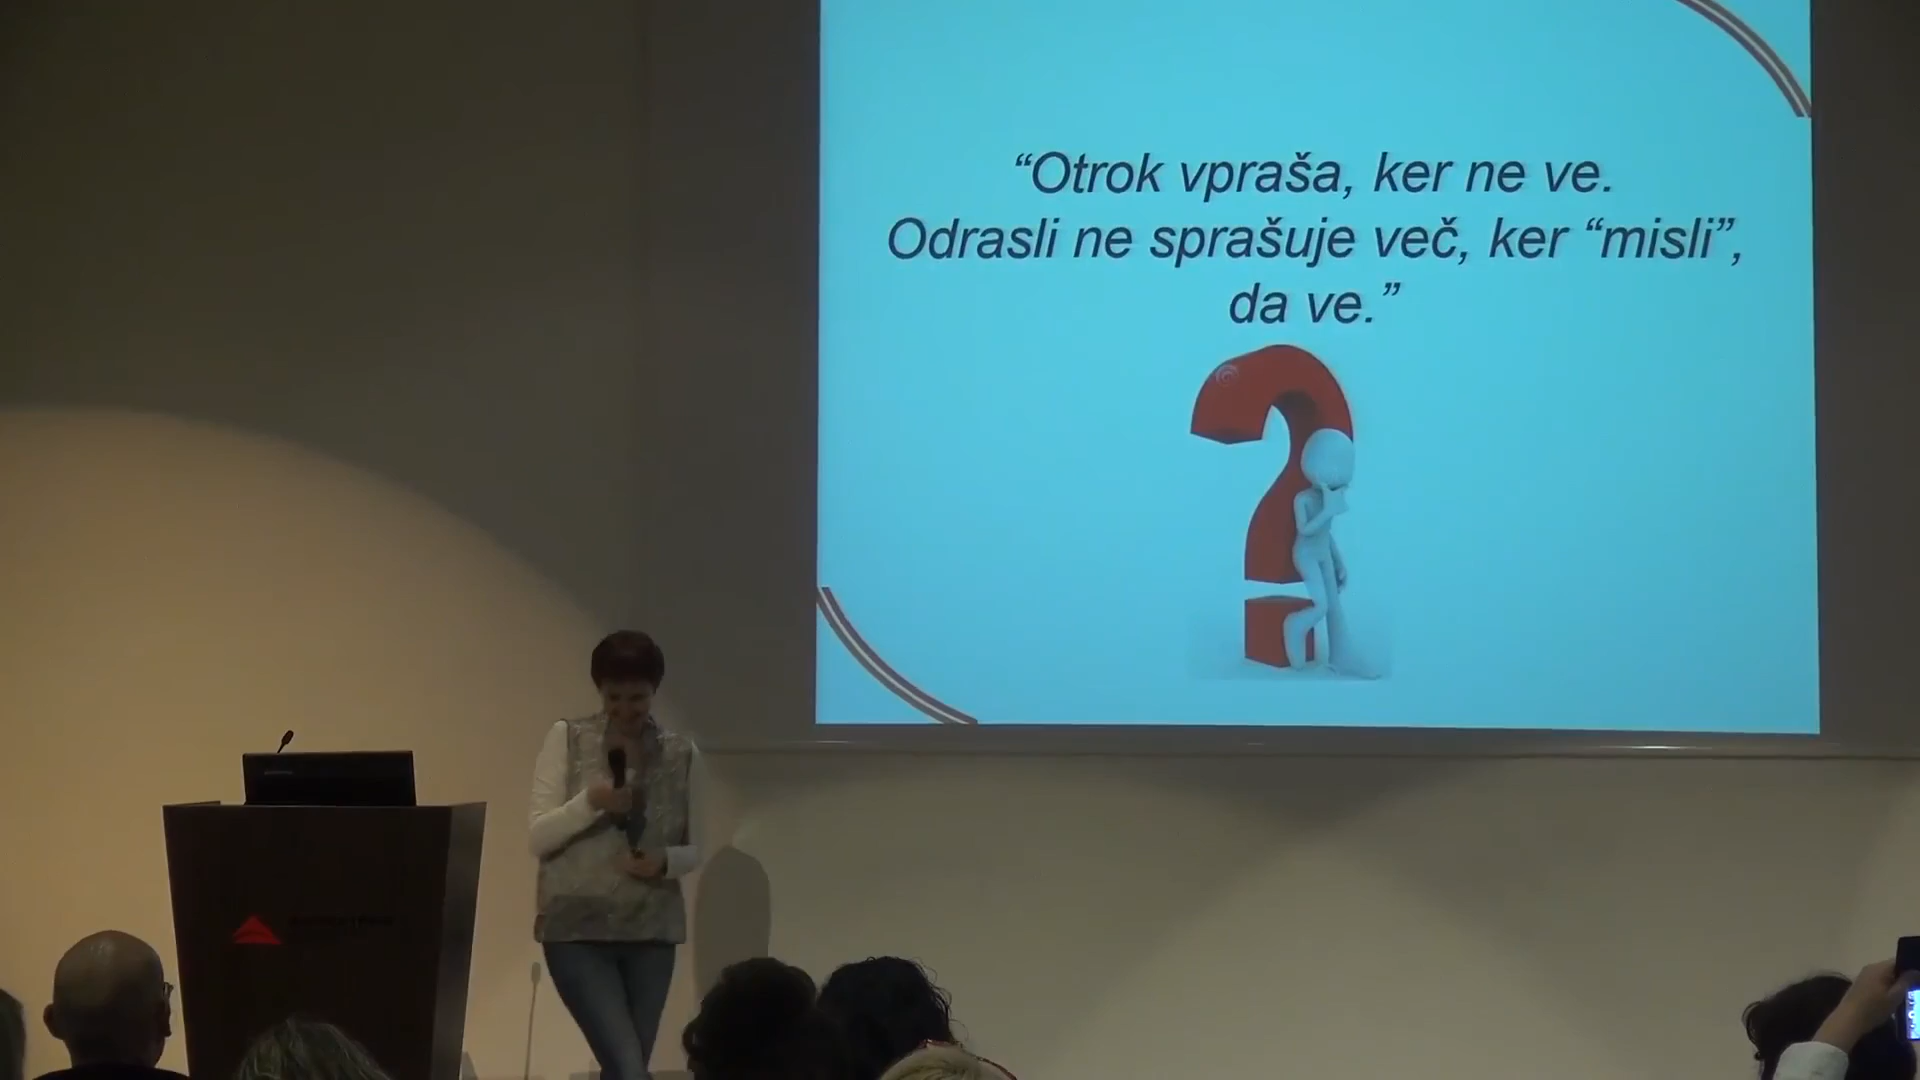 “Otrok vpraša, ker ne ve.
Odrasli ne sprašuje več, ker “misli”,
da ve.”